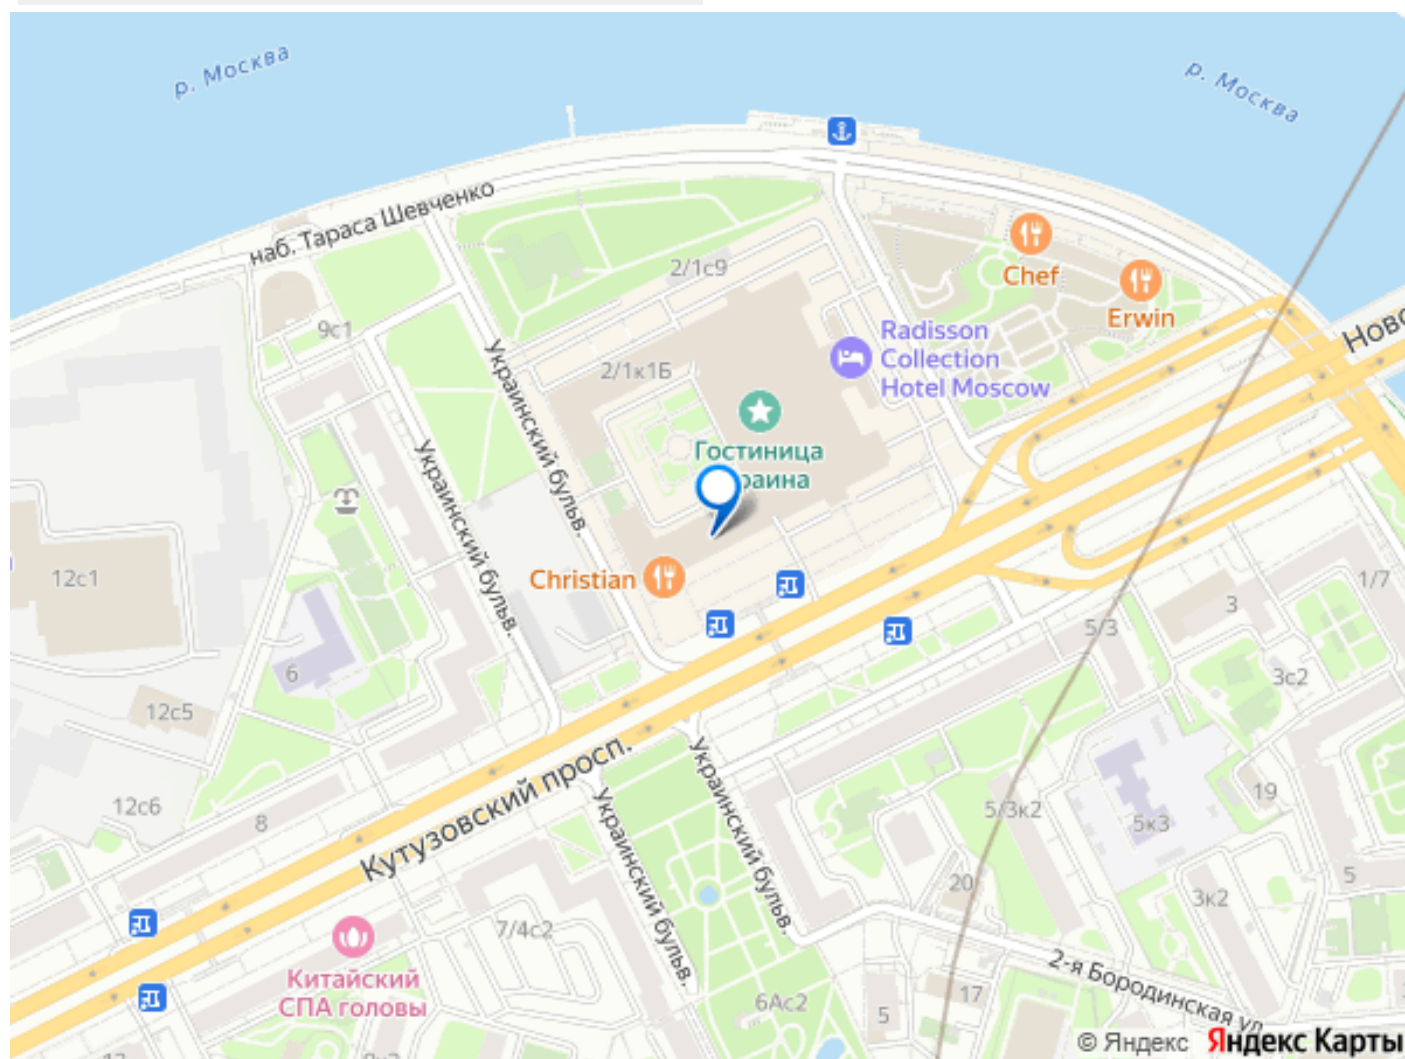 р. Москва
р. Москва
наб. Тараса Шевченко
2/1с9
Chef
Erwin
9с1
Radisson
Collection
Hotel Moscow
2/1к1Б
Украинский бульв.
Гостиница
Украинский бульв.
12с1
Christian
1/7
3
5/3
6
3с2
12с5
Кутузовский просп.
Украинский бульв.
19
12с6
8
5/3к2
5к3
Украинский бульв.
5
20
3к2
7/4с2
Китайский
СПА головы
2-я Бородинская ул.
17
6Ас2
5
© Яндекс Яндекс Карты